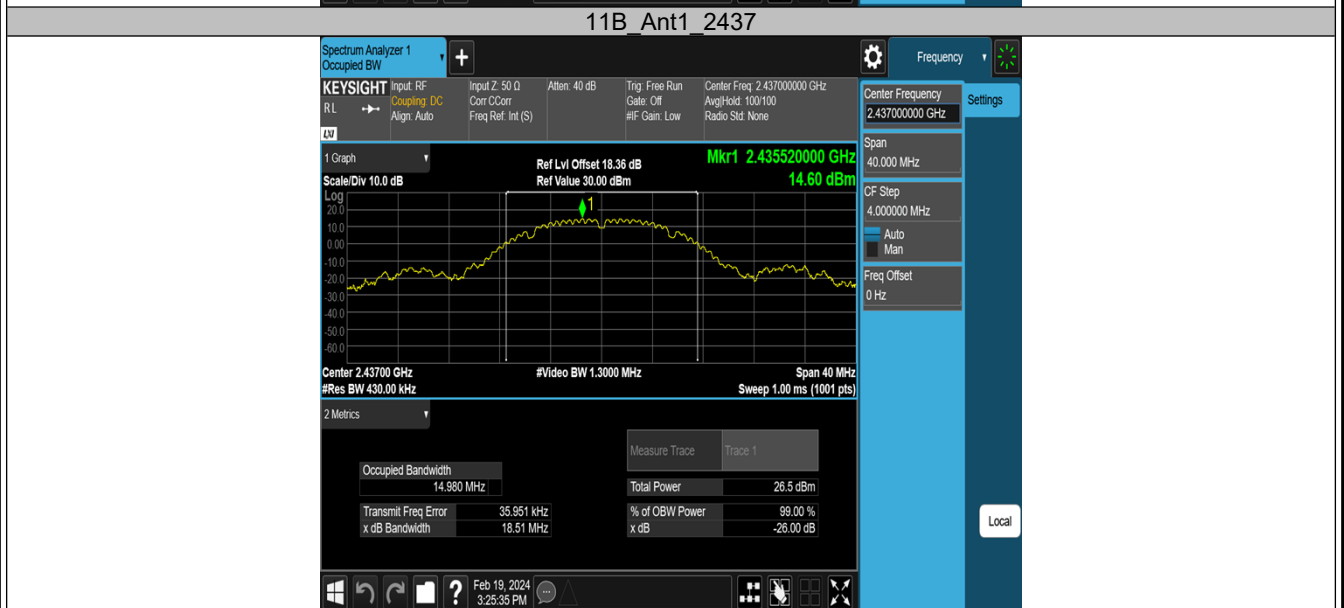 11B_Ant1_2437
Spectrum Analyzer 1
Occupied BW
+
Frequency
KEYSIGHT
RL
LXI
Input: RF
Coupling: DC
Align: Auto
Input Z: 50 Ω
Corr CCorr
Freq Ref: Int (S)
Atten: 40 dB
Trig: Free Run
Gate: Off
#IF Gain: Low
Center Freq: 2.437000000 GHz
Avg|Hold: 100/100
Radio Std: None
Center Frequency
2.437000000 GHz
Settings
Span
40.000 MHz
CF Step
4.000000 MHz
Auto
Man
Freq Offset
0 Hz
Local
1 Graph
Scale/Div 10.0 dB
Ref Lvl Offset 18.36 dB
Ref Value 30.00 dBm
Mkr1 2.435520000 GHz
14.60 dBm
Log
1
20.0
10.0
0.00
-10.0
-20.0
-30.0
-40.0
-50.0
-60.0
Center 2.43700 GHz
#Video BW 1.3000 MHz
Span 40 MHz
#Res BW 430.00 kHz
Sweep 1.00 ms (1001 pts)
2 Metrics
Measure Trace
Trace 1
Occupied Bandwidth
14.980 MHz
Total Power
26.5 dBm
Transmit Freq Error
35.951 kHz
% of OBW Power
99.00 %
x dB Bandwidth
18.51 MHz
x dB
-26.00 dB
?
Feb 19, 2024
3:25:35 PM